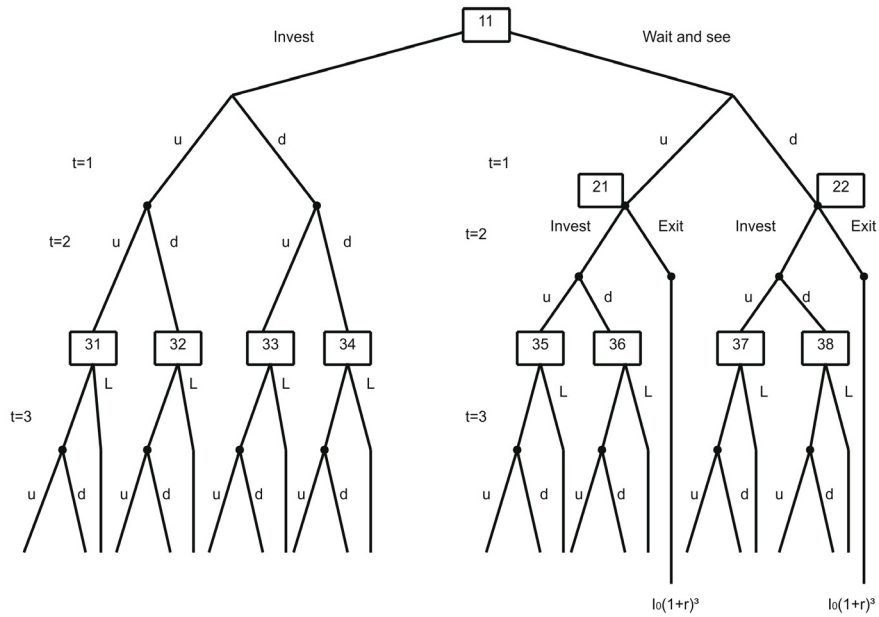 11
Invest Wait and see
u d u d
t=1 t=1
21 22
Invest Exit Invest Exit
t=2 u d u d t=2
u d u d
31 32 33 34 35 36 37 38
L L L L L L L L
t=3 t=3
u d u d u d u d u d u d u d u d
I₀(1+r)³ I₀(1+r)³